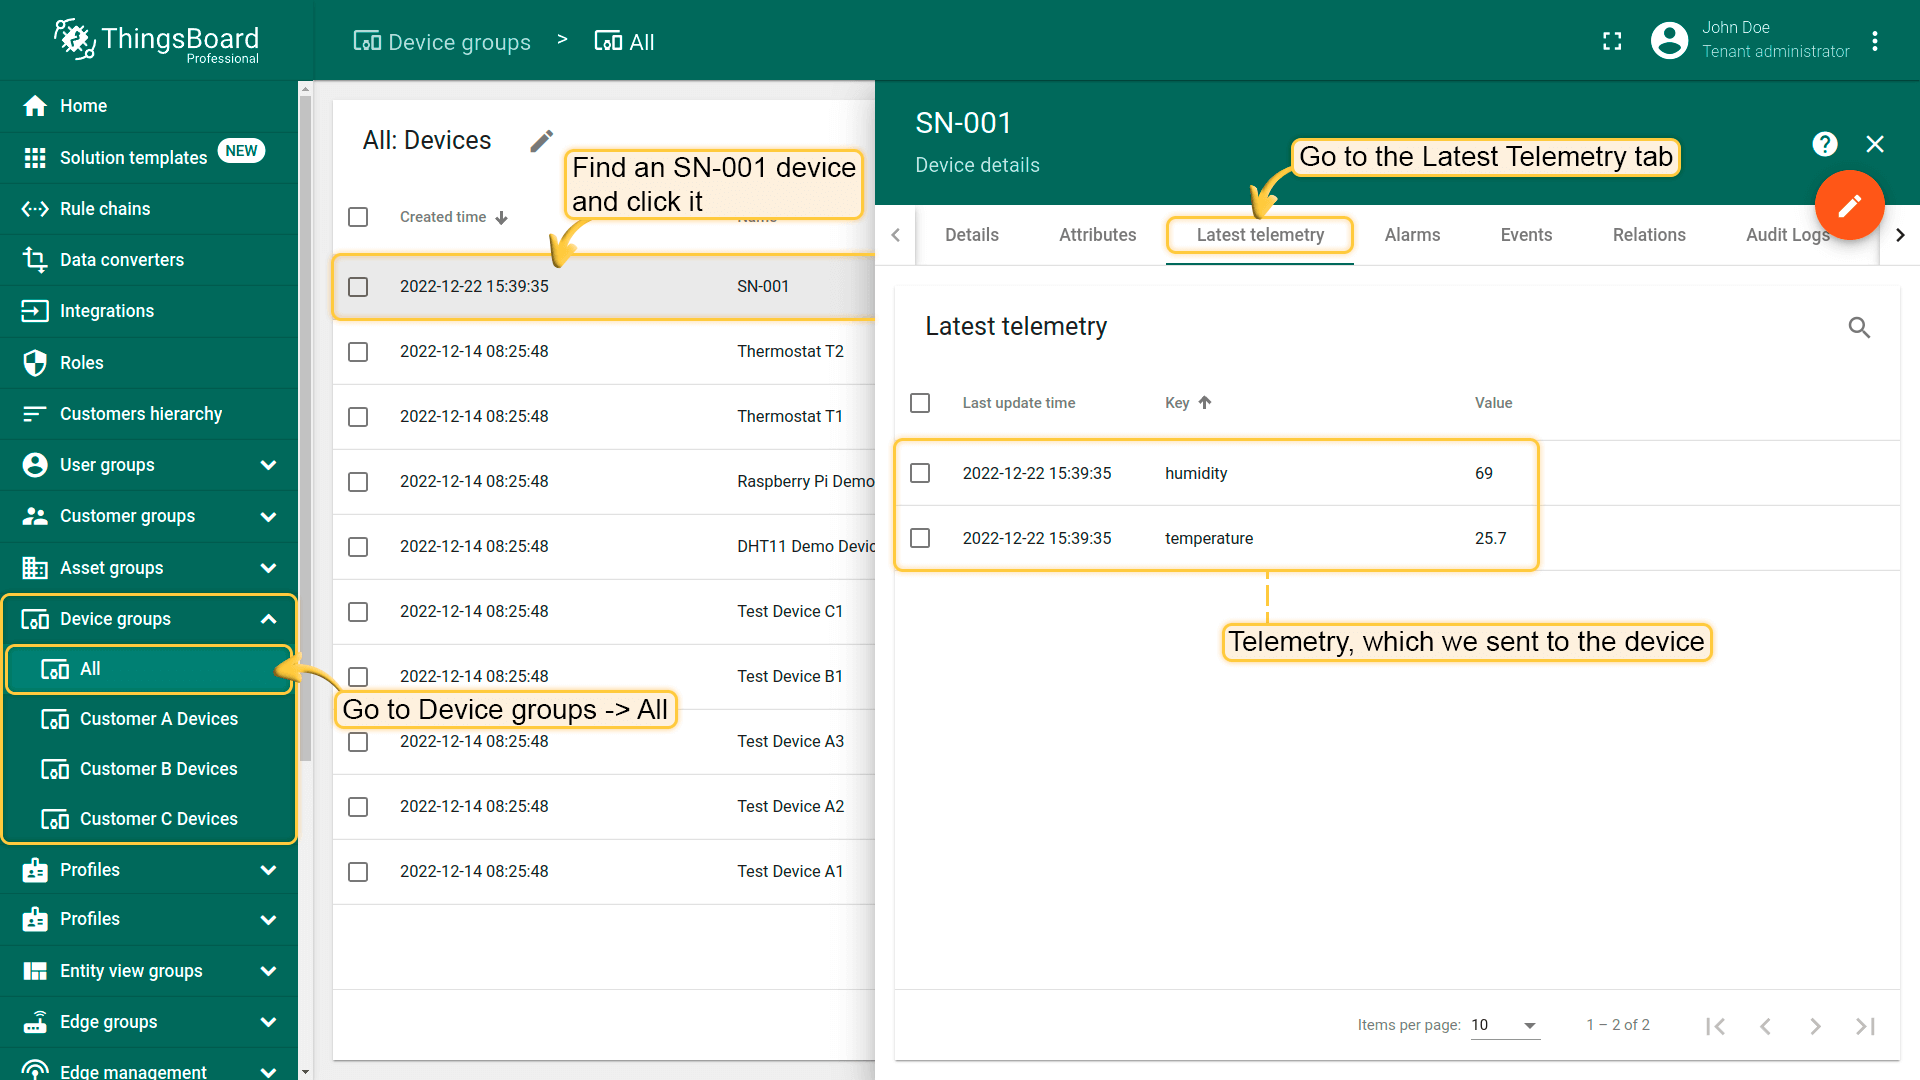 ThingsBoard
Professional
Device groups > All
John Doe
Tenant administrator
Home
Solution templates NEW
Rule chains
Data converters
Integrations
Roles
Customers hierarchy
User groups
Customer groups
Asset groups
Device groups
All
Customer A Devices
Customer B Devices
Customer C Devices
Profiles
Profiles
Entity view groups
Edge groups
Edge management
All: Devices
Find an SN-001 device
and click it
Created time Name
2022-12-22 15:39:35 SN-001
2022-12-14 08:25:48 Thermostat T2
2022-12-14 08:25:48 Thermostat T1
2022-12-14 08:25:48 Raspberry Pi Demo
2022-12-14 08:25:48 DHT11 Demo Devic
2022-12-14 08:25:48 Test Device C1
2022-12-14 08:25:48 Test Device B1
Go to Device groups -> All
2022-12-14 08:25:48 Test Device A3
2022-12-14 08:25:48 Test Device A2
2022-12-14 08:25:48 Test Device A1
SN-001
Device details
Go to the Latest Telemetry tab
Details Attributes Latest telemetry Alarms Events Relations Audit Logs
Latest telemetry
Last update time Key Value
2022-12-22 15:39:35 humidity 69
2022-12-22 15:39:35 temperature 25.7
Telemetry, which we sent to the device
Items per page: 10 1 – 2 of 2